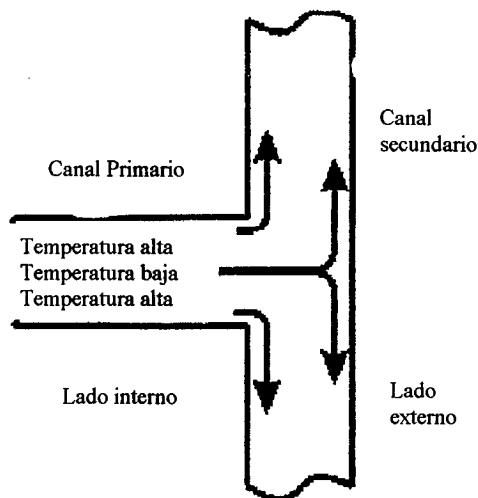 Canal
secundario
Canal Primario
Temperatura alta
Temperatura baja
Temperatura alta
Lado interno
Lado
externo